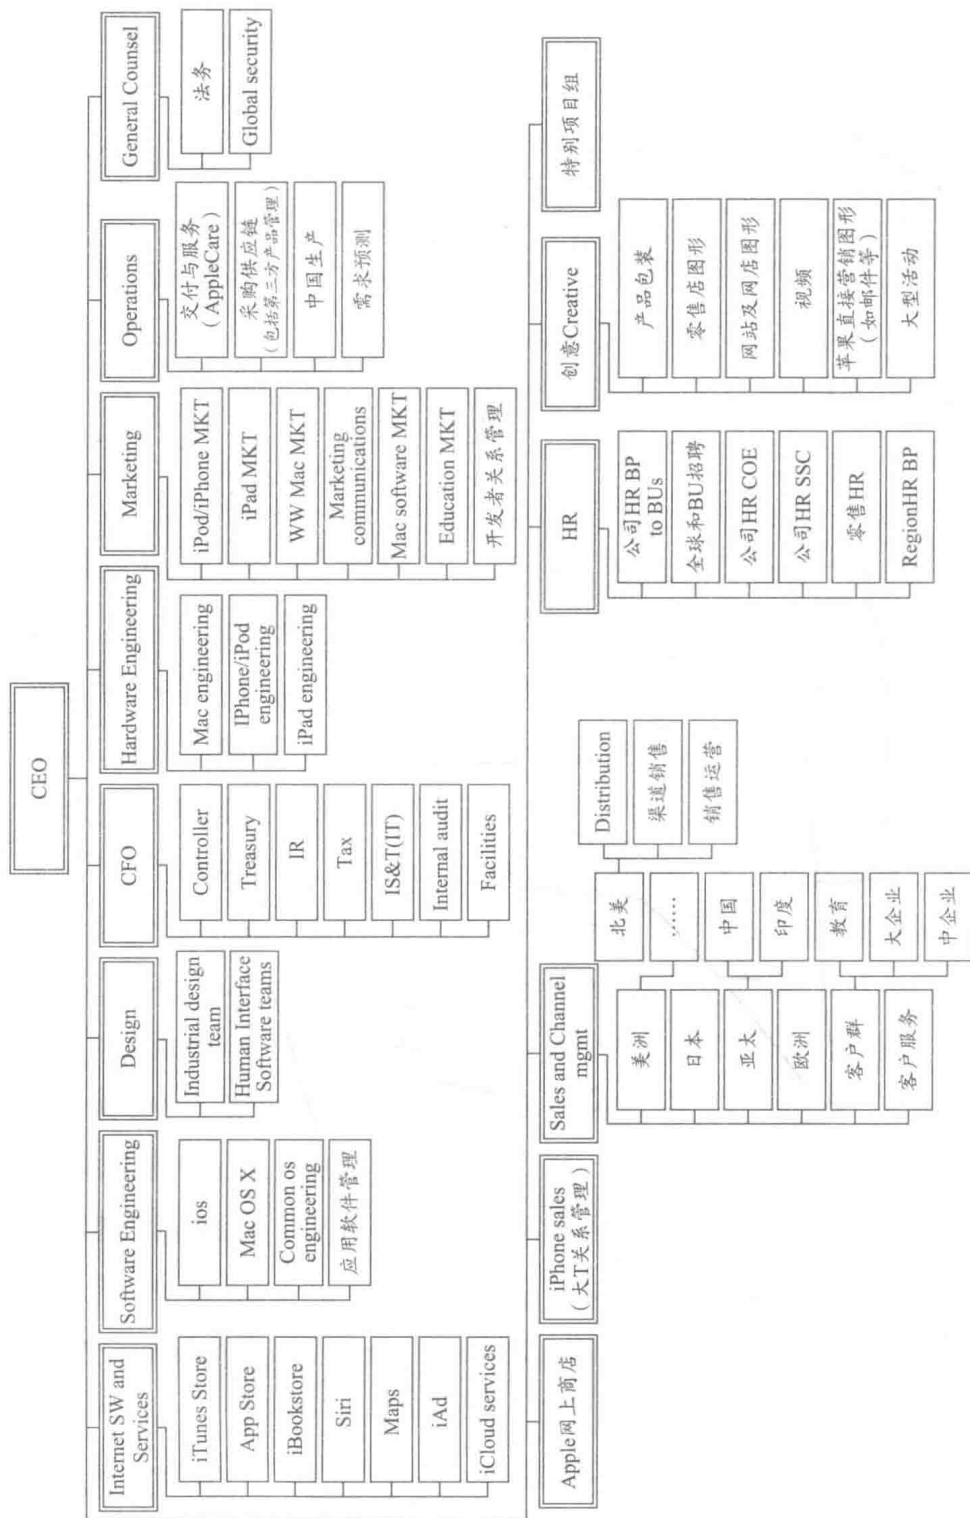 CEO
Internet SW and
Services
iTunes Store
App Store
iBookstore
Siri
Maps
iAd
iCloud services
Software Engineering
ios
Mac OS X
Common os
engineering
应用软件管理
Design
Industrial design
team
Human Interface
Software teams
CFO
Controller
Treasury
IR
Tax
IS&T(IT)
Internal audit
Facilities
Hardware Engineering
Mac engineering
IPhone/iPod
engineering
iPad engineering
Marketing
iPod/iPhone MKT
iPad MKT
WW Mac MKT
Marketing
communications
Mac software MKT
Education MKT
开发者关系管理
Operations
交付与服务
(AppleCare)
采购供应链
(包括第三方产品管理)
中国生产
需求预测
General Counsel
法务
Global security
Apple网上商店
iPhone sales
(大T关系管理)
Sales and Channel
mgmt
美洲
日本
亚太
欧洲
客户群
客户服务
北美
……
中国
印度
教育
大企业
中企业
Distribution
渠道销售
销售运营
HR
公司HR BP
to BUs
全球和BU招聘
公司HR COE
公司HR SSC
零售HR
RegionHR BP
创意Creative
产品包装
零售店图形
网站及网店图形
视频
苹果直接营销图形
(如邮件等)
大型活动
特别项目组